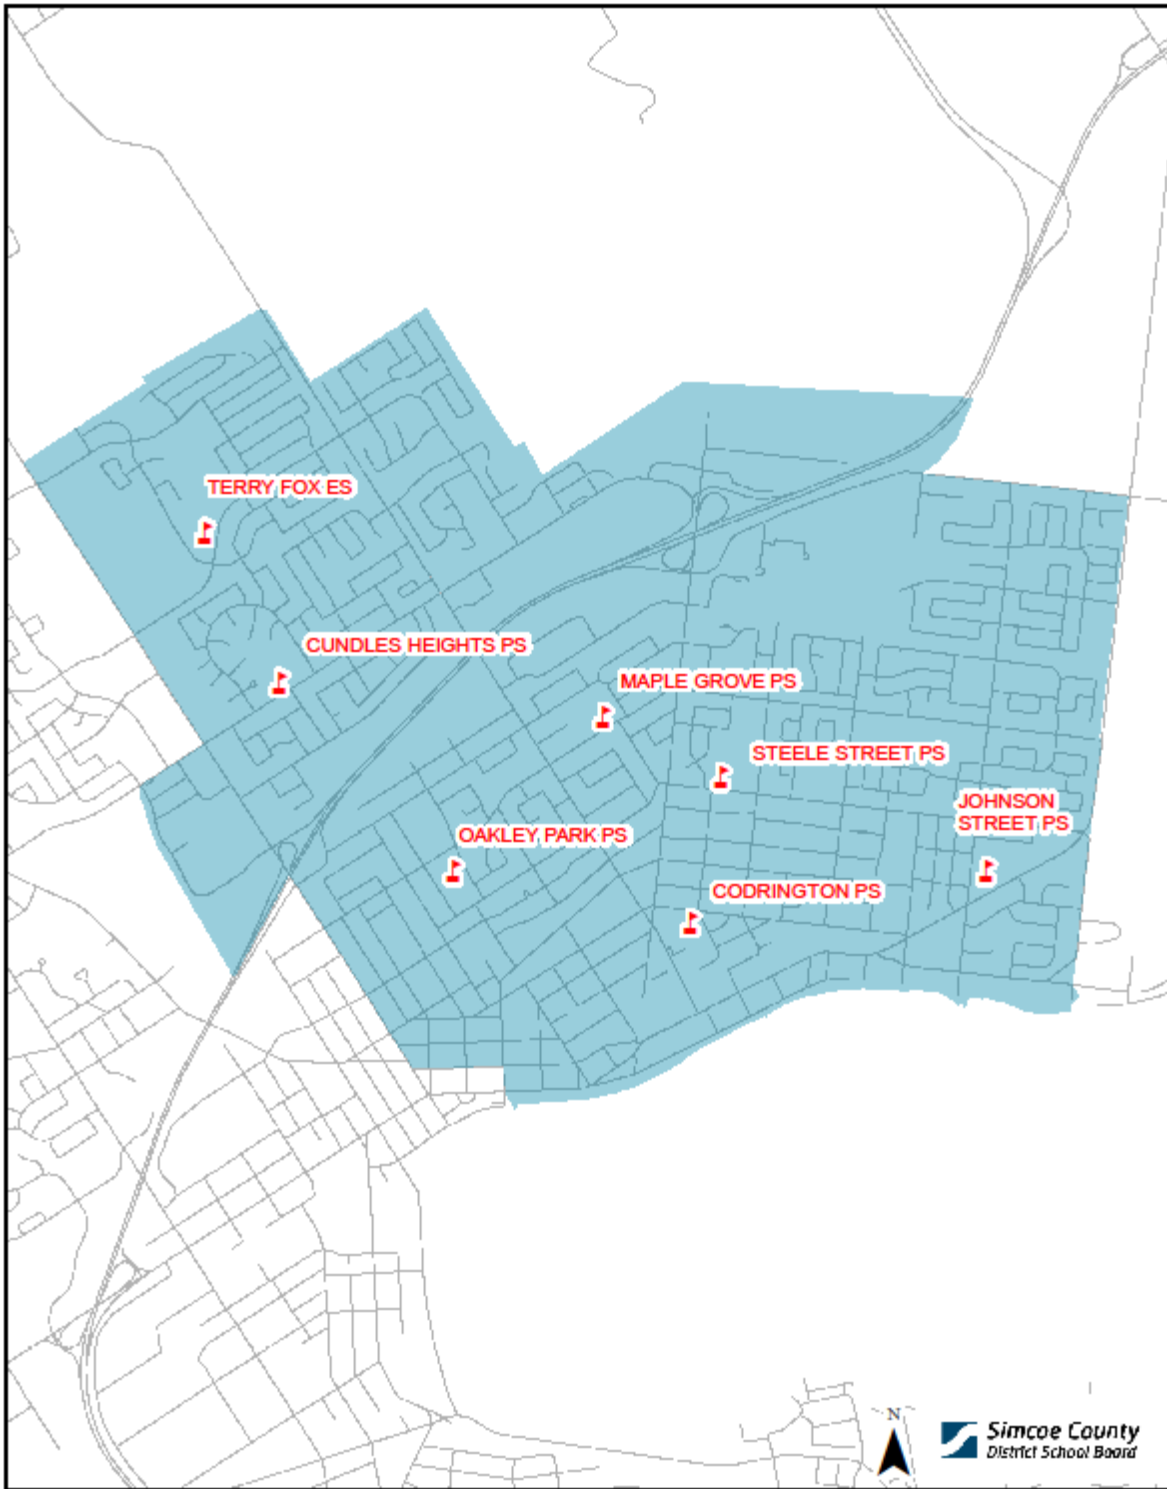 TERRY FOX ES
CUNDLES HEIGHTS PS
MAPLE GROVE PS
STEELE STREET PS
JOHNSON
STREET PS
OAKLEY PARK PS
CODRINGTON PS
N
Simcoe County
District School Board